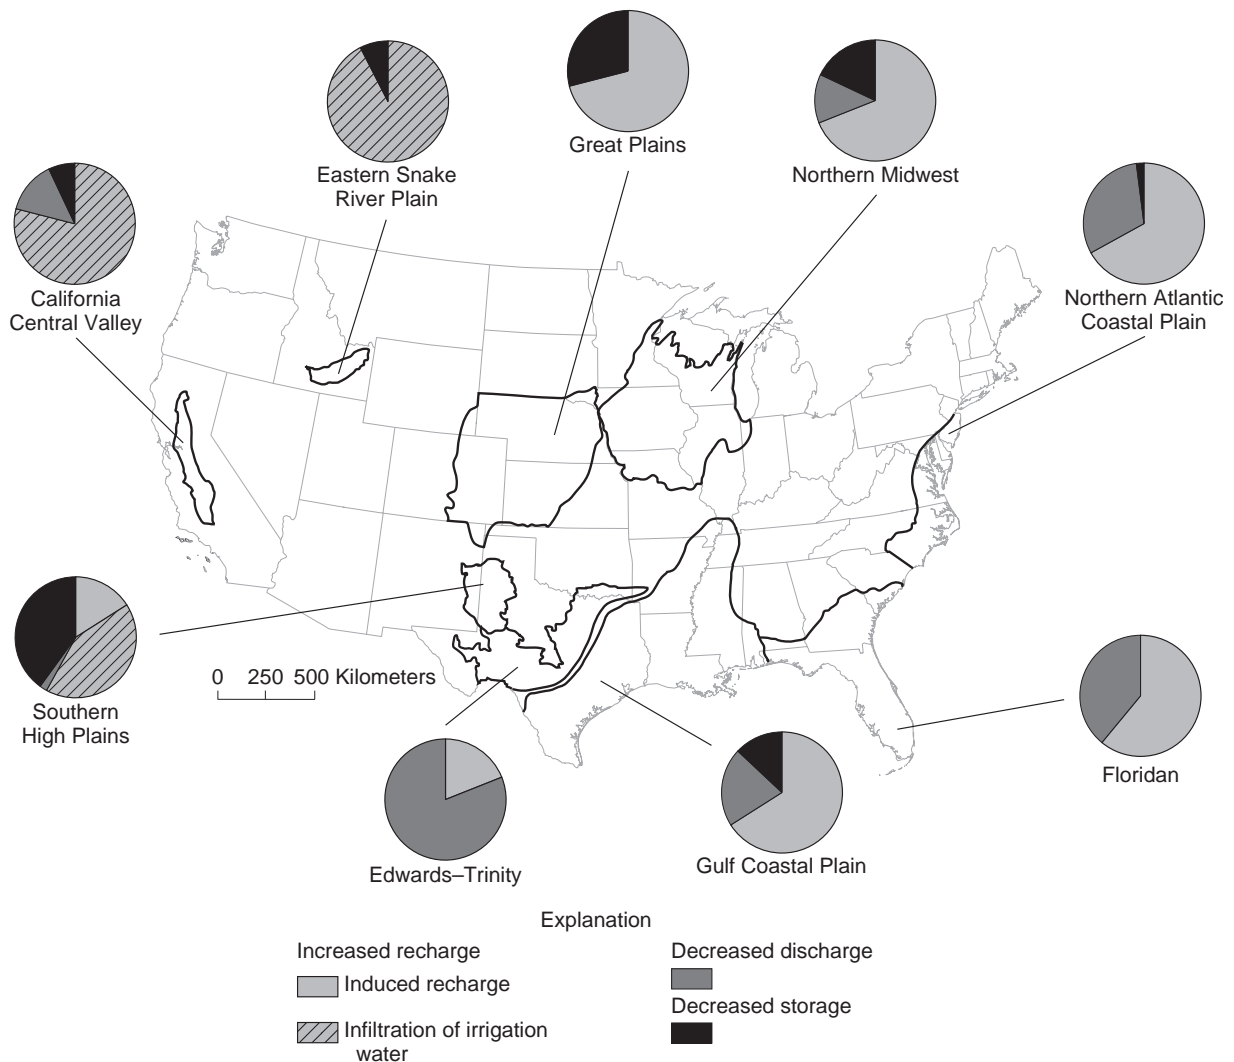 Great Plains
Eastern Snake
River Plain
Northern Midwest
California
Central Valley
Northern Atlantic
Coastal Plain
Southern
High Plains
0 250 500 Kilometers
Edwards–Trinity
Gulf Coastal Plain
Floridan
Explanation
Increased recharge
Induced recharge
Infiltration of irrigation
water
Decreased discharge
Decreased storage